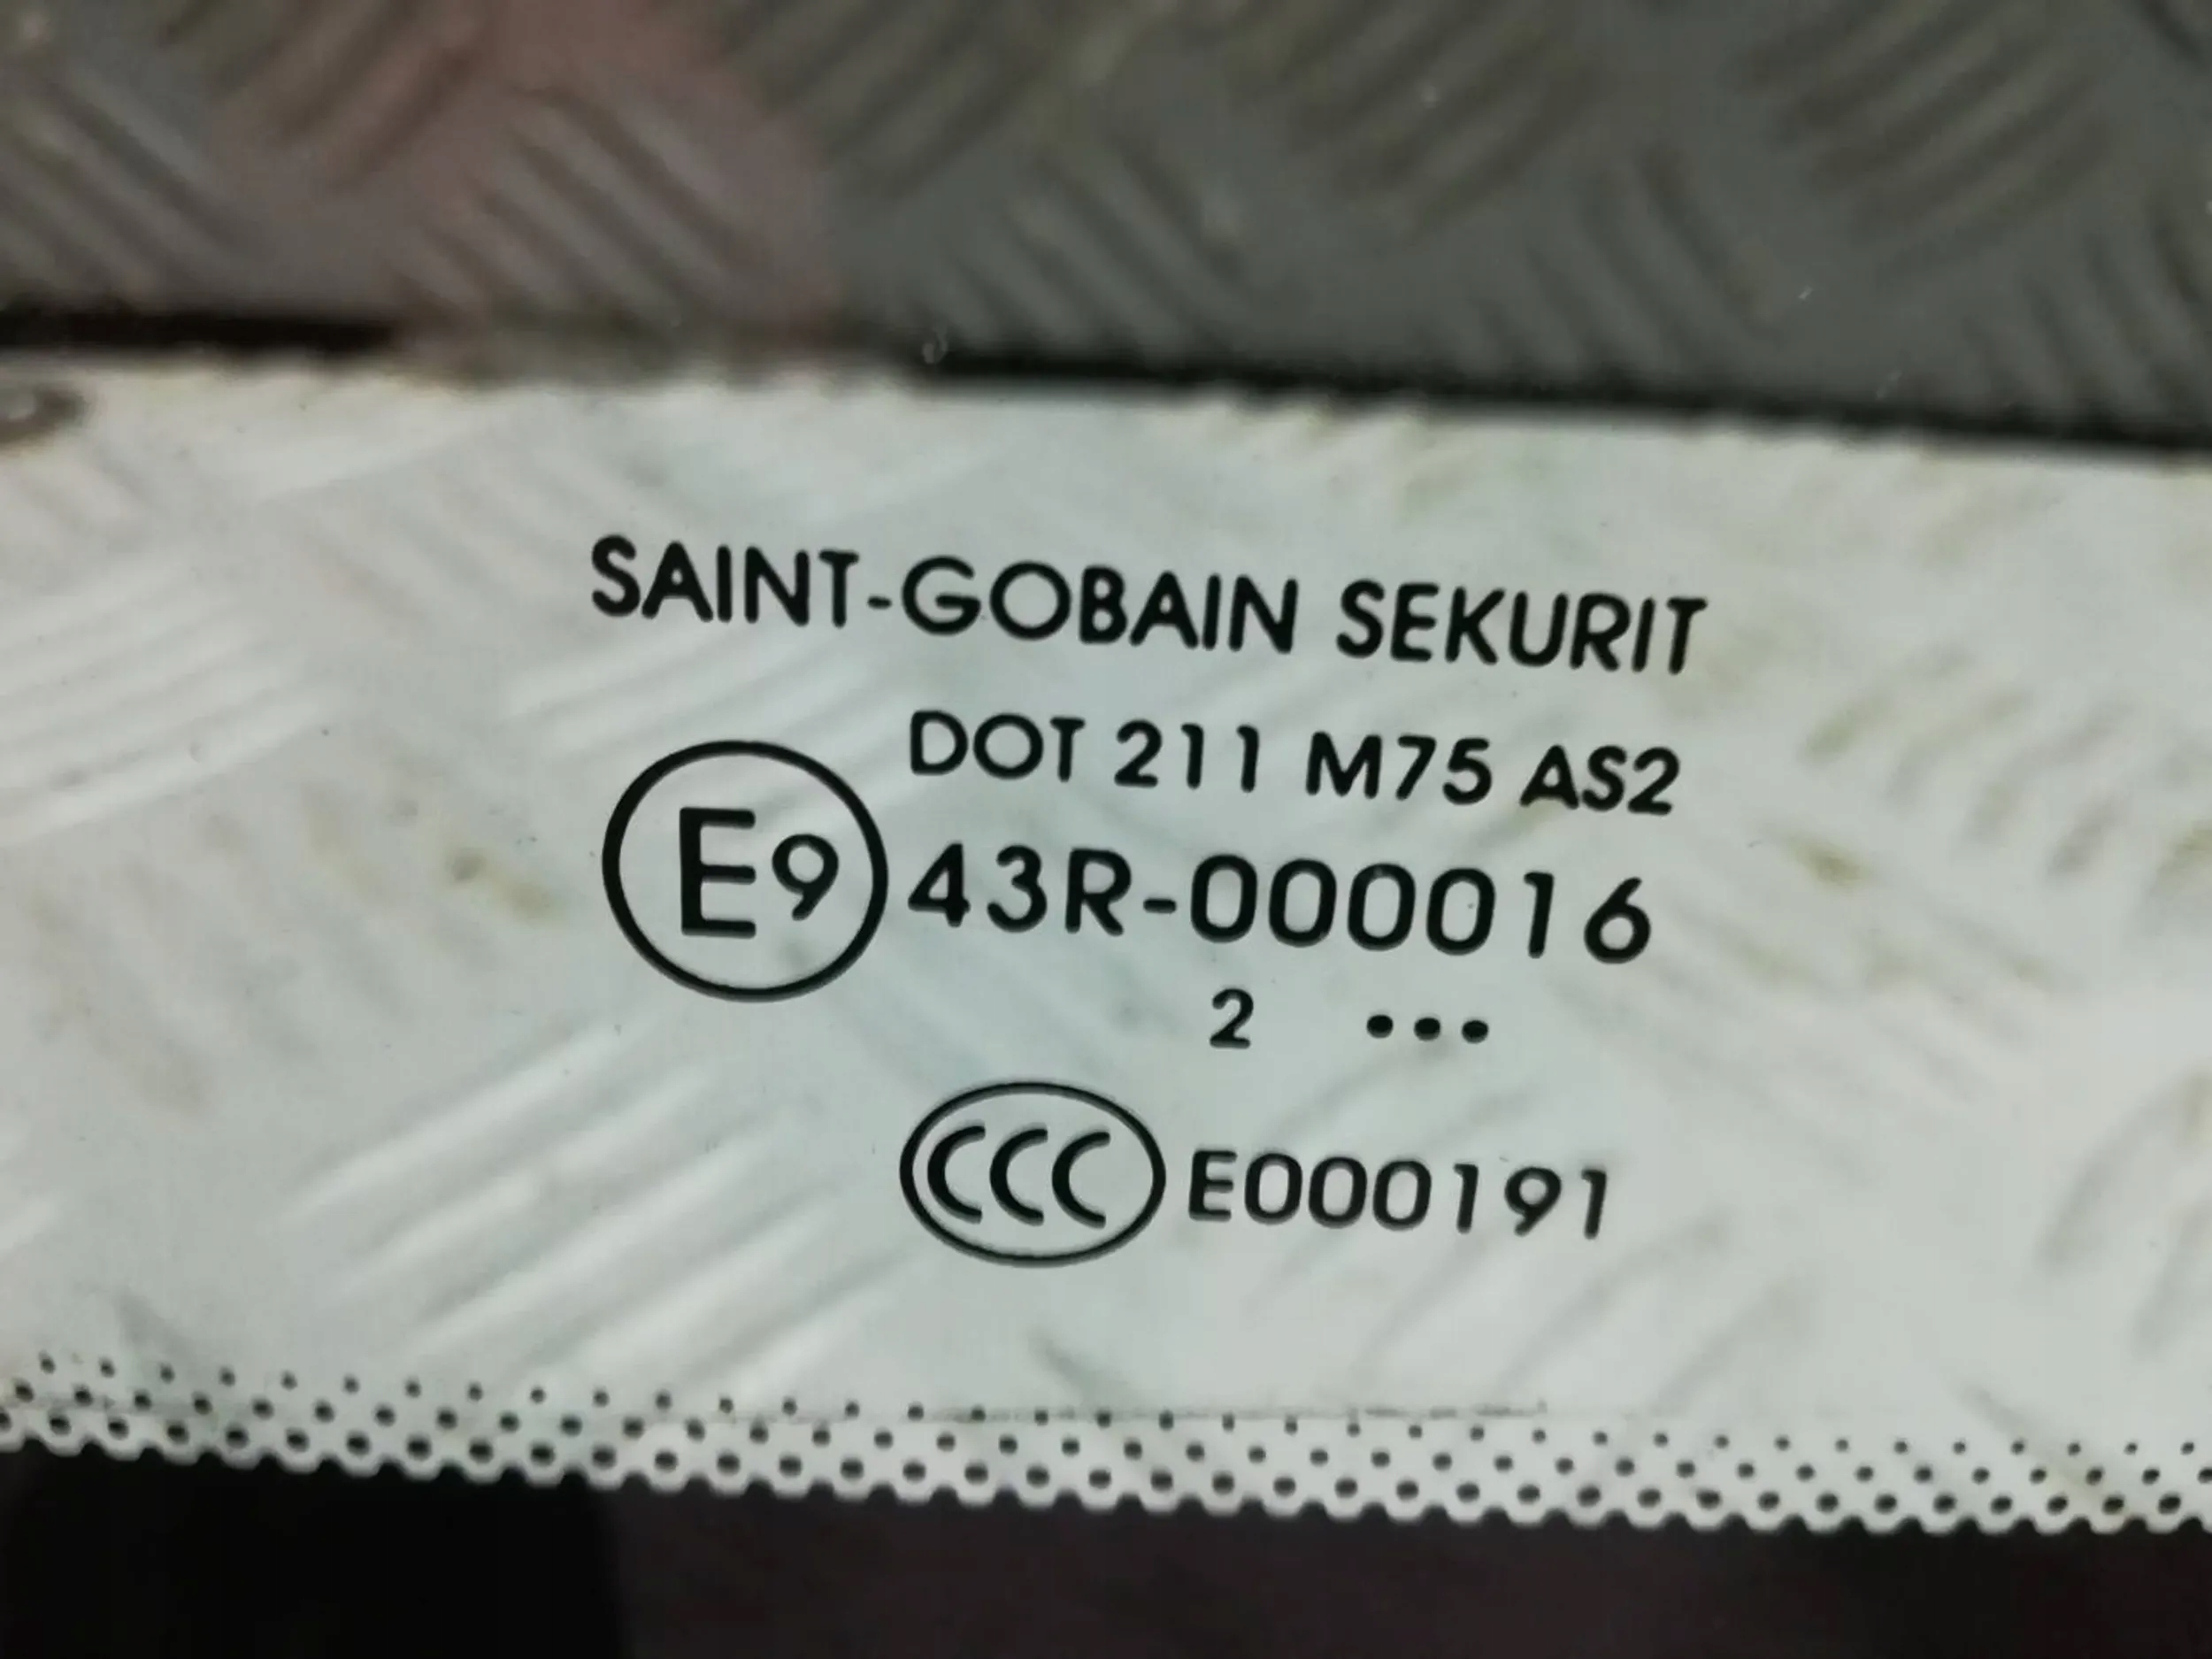 SAINT-GOBAIN SEKURIT
DOT 211 M75 AS2
E9 43R-000016
2 •••
CCC E000191